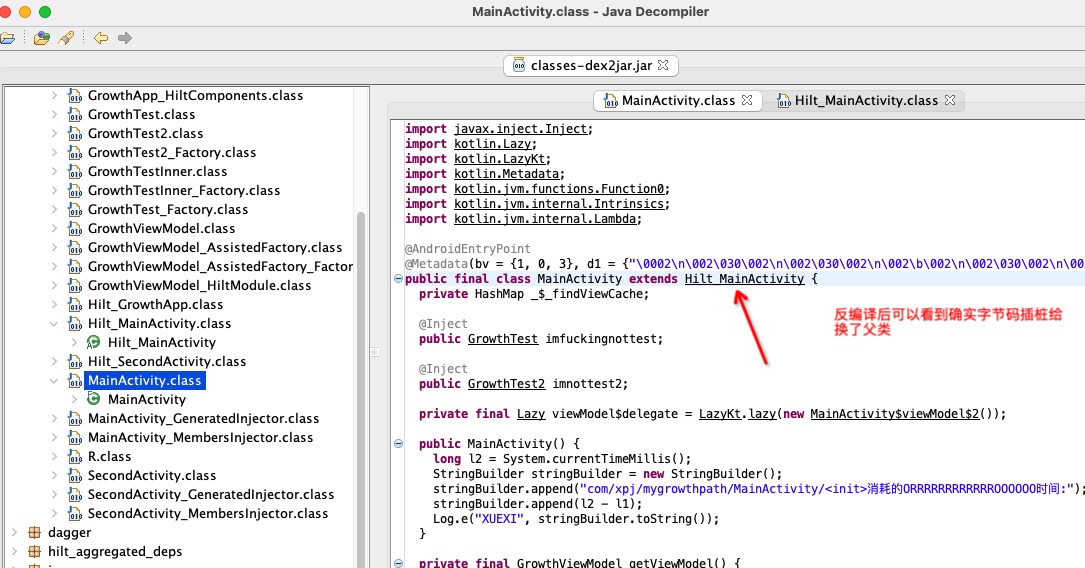 MainActivity.class - Java Decompiler
classes-dex2jar.jar
GrowthApp_HiltComponents.class
GrowthTest.class
GrowthTest2.class
GrowthTest2_Factory.class
GrowthTestInner.class
GrowthTestInner_Factory.class
GrowthTest_Factory.class
GrowthViewModel.class
GrowthViewModel_AssistedFactory.class
GrowthViewModel_AssistedFactory_Factor
GrowthViewModel_HiltModule.class
Hilt_GrowthApp.class
Hilt_MainActivity.class
Hilt_MainActivity
Hilt_SecondActivity.class
MainActivity.class
MainActivity
MainActivity_GeneratedInjector.class
MainActivity_MembersInjector.class
R.class
SecondActivity.class
SecondActivity_GeneratedInjector.class
SecondActivity_MembersInjector.class
dagger
hilt_aggregated_deps
MainActivity.class
Hilt_MainActivity.class
import javax.inject.Inject;
import kotlin.Lazy;
import kotlin.LazyKt;
import kotlin.Metadata;
import kotlin.jvm.functions.Function0;
import kotlin.jvm.internal.Intrinsics;
import kotlin.jvm.internal.Lambda;
@AndroidEntryPoint
@Metadata(bv = {1, 0, 3}, d1 = {"\0002\n\002\030\002\n\002\030\002\n\002\b\002\n\002\030\002\n\00
public final class MainActivity extends Hilt_MainActivity {
private HashMap _$_findViewCache;
@Inject
public GrowthTest imfuckingnottest;
@Inject
public GrowthTest2 imnottest2;
private final Lazy viewModel$delegate = LazyKt.lazy(new MainActivity$viewModel$2());
public MainActivity() {
long l2 = System.currentTimeMillis();
StringBuilder stringBuilder = new StringBuilder();
stringBuilder.append("com/xpj/mygrowthpath/MainActivity/<init>消耗的ORRRRRRRRRRRROOOOOO时间:");
stringBuilder.append(l2 - l1);
Log.e("XUEXI", stringBuilder.toString());
}
private final GrowthViewModel getViewModel() {
反编译后可以看到确实字节码插桩给
换了父类